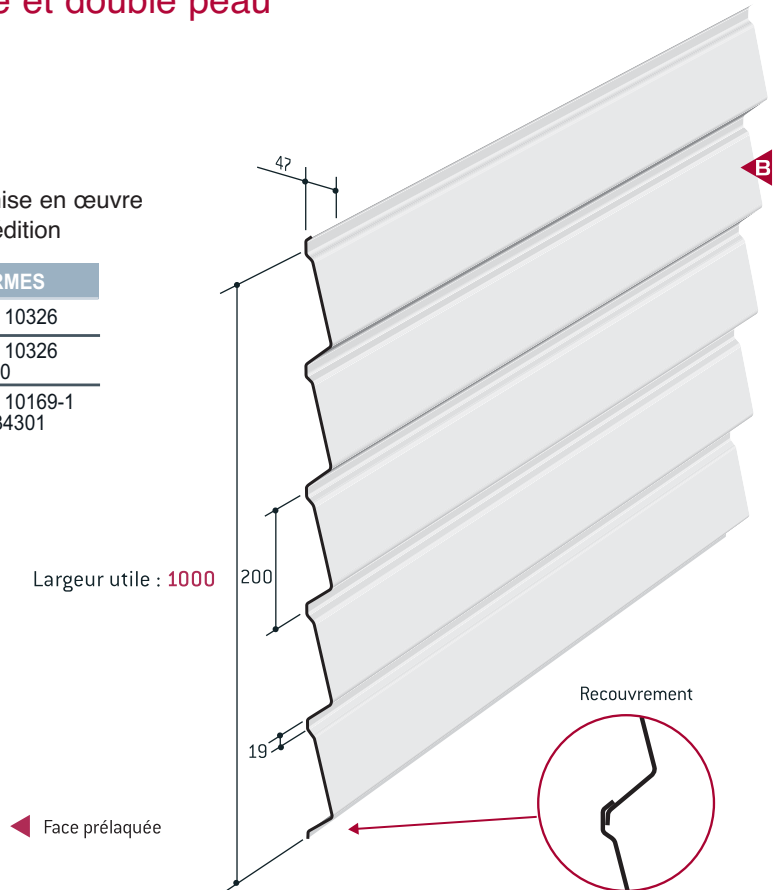 e et double peau
ise en œuvre
édition
RMES
10326
10326
0
10169-1
34301
47
B
Largeur utile : 1000
200
19
Recouvrement
Face prélaquée